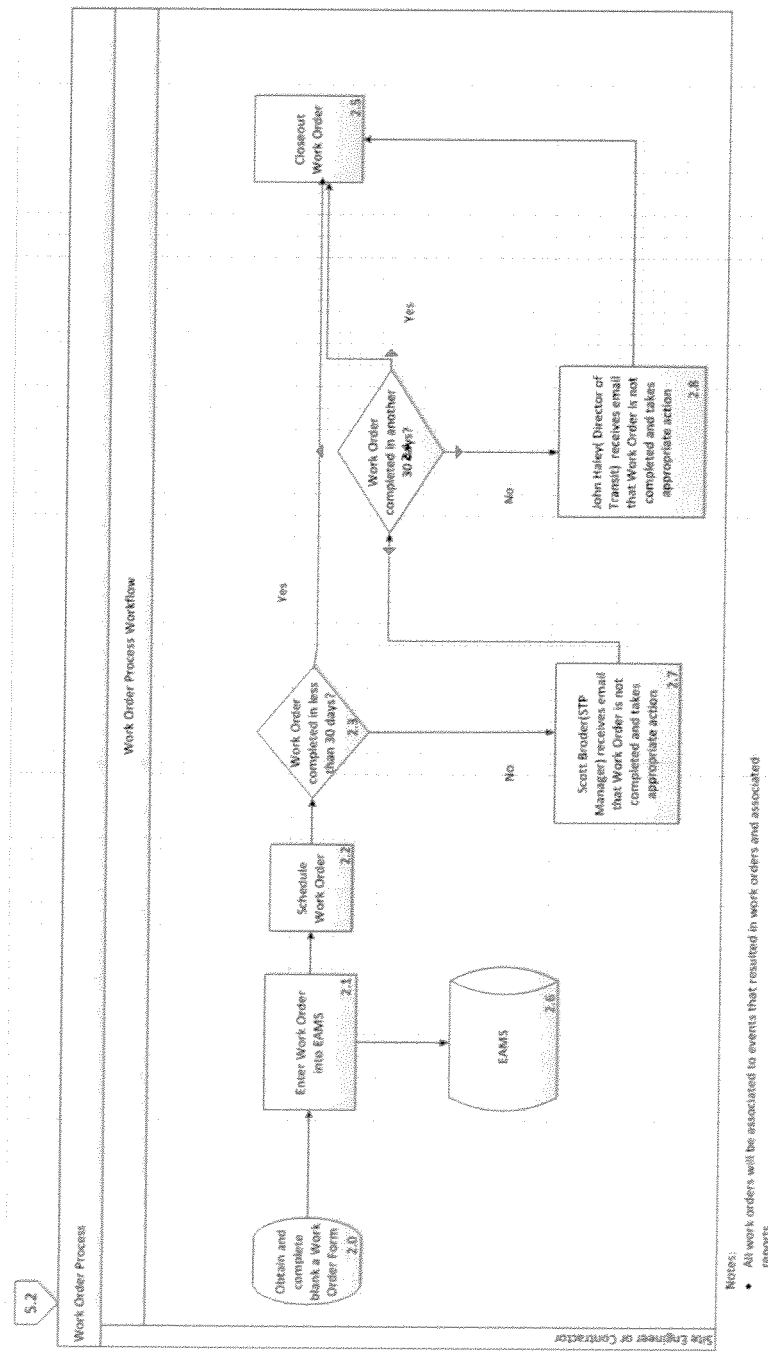 5.2
Work Order Process
Work Order Process Workflow
Site Engineer or Contractor
Obtain and
complete
blank a Work
Order Form
2.0
Enter Work Order
into EAMS
2.1
EAMS
2.6
Schedule
Work Order
2.2
Work Order
completed in less
than 30 days?
2.3
Yes
No
Scott Broder(STP
Manager) receives email
that Work Order is not
completed and takes
appropriate action
2.7
Work Order
completed in another
30 days?
Yes
No
John Haley( Director of
Transit) receives email
that Work Order is not
completed and takes
appropriate action
2.8
Closeout
Work Order
2.5
Notes:
• All work orders will be associated to events that resulted in work orders and associated
reports